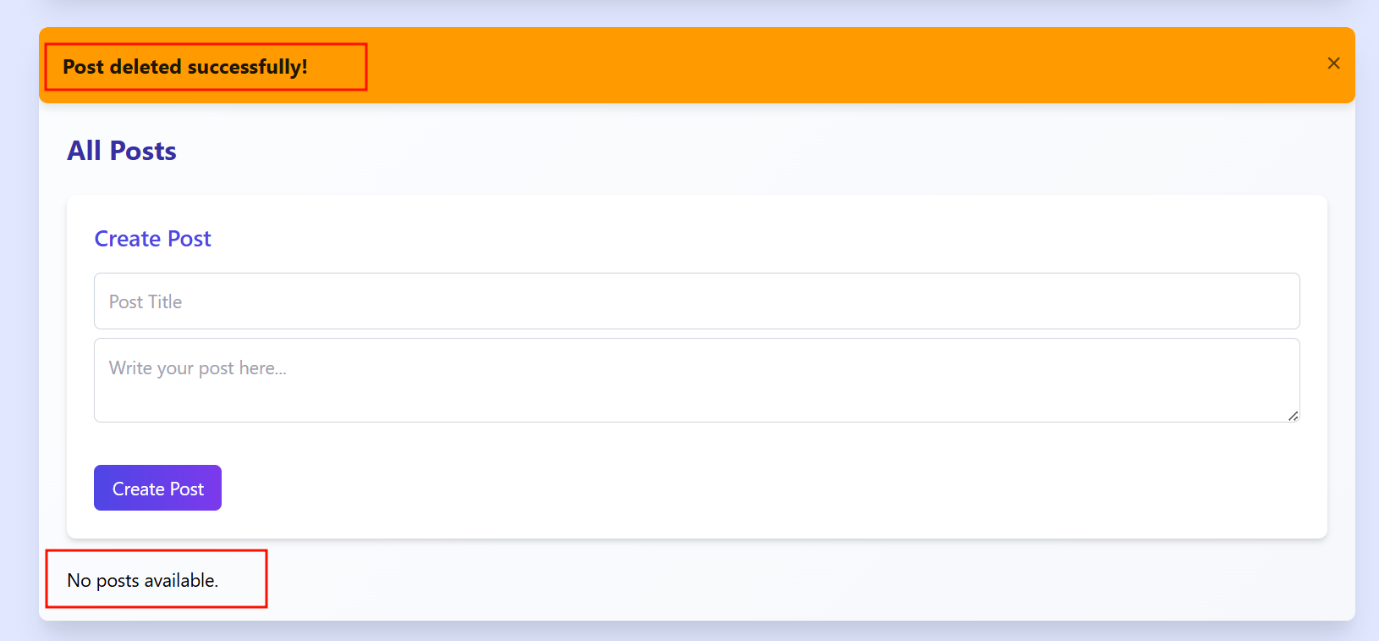 Post deleted successfully!
All Posts
Create Post
Post Title
Write your post here...
Create Post
No posts available.